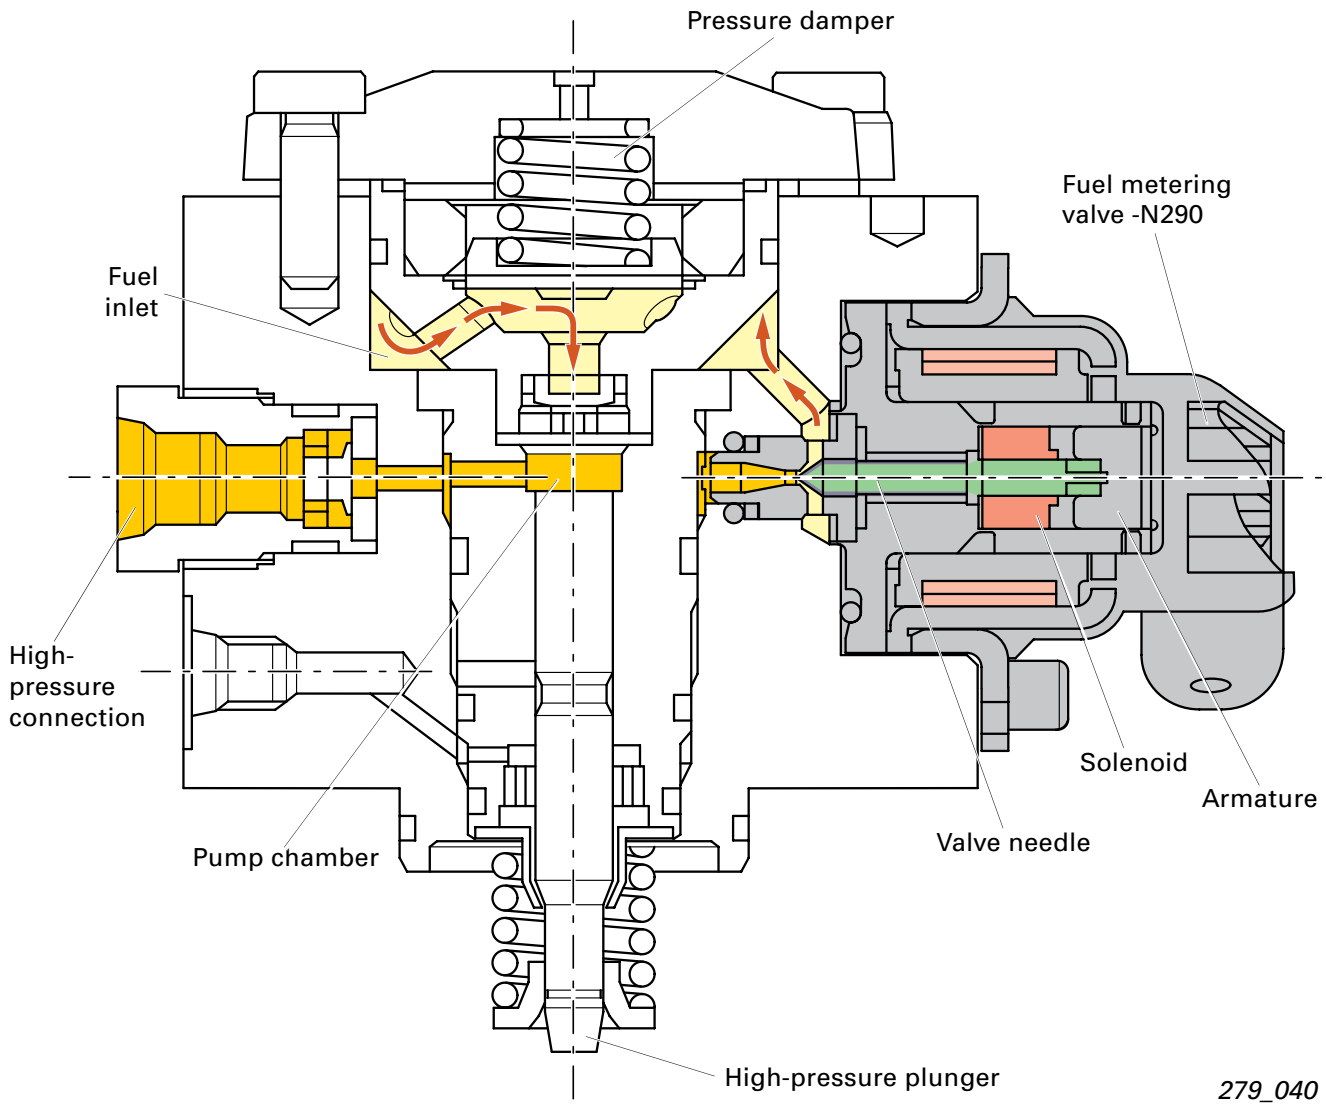 Pressure damper
Fuel metering
valve -N290
Fuel
inlet
High-
pressure
connection
Solenoid
Armature
Valve needle
Pump chamber
High-pressure plunger
279_040